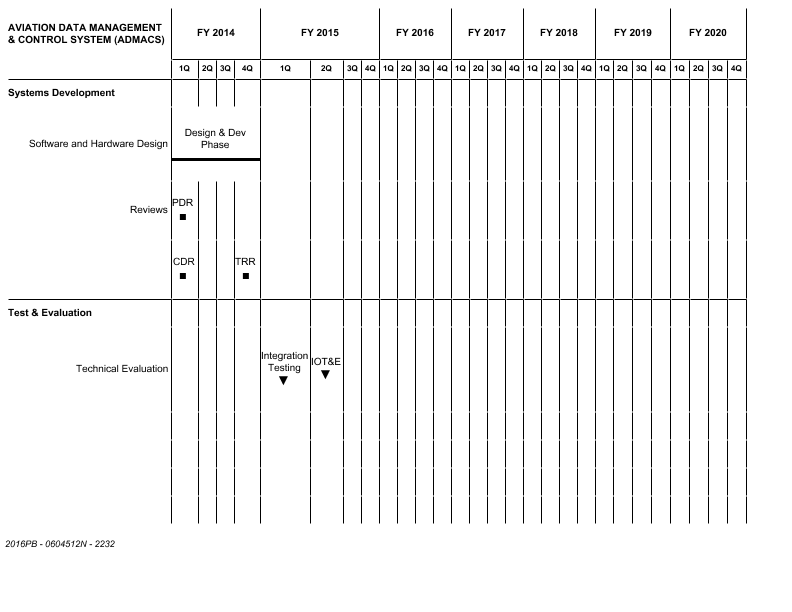 AVIATION DATA MANAGEMENT
& CONTROL SYSTEM (ADMACS)
FY 2014 FY 2015 FY 2016 FY 2017 FY 2018 FY 2019 FY 2020
1Q 2Q 3Q 4Q 1Q 2Q 3Q 4Q 1Q 2Q 3Q 4Q 1Q 2Q 3Q 4Q 1Q 2Q 3Q 4Q 1Q 2Q 3Q 4Q 1Q 2Q 3Q 4Q
Systems Development
Software and Hardware Design
Design & Dev
Phase
Reviews
PDR
CDR TRR
Test & Evaluation
Technical Evaluation
Integration
Testing
IOT&E
2016PB - 0604512N - 2232